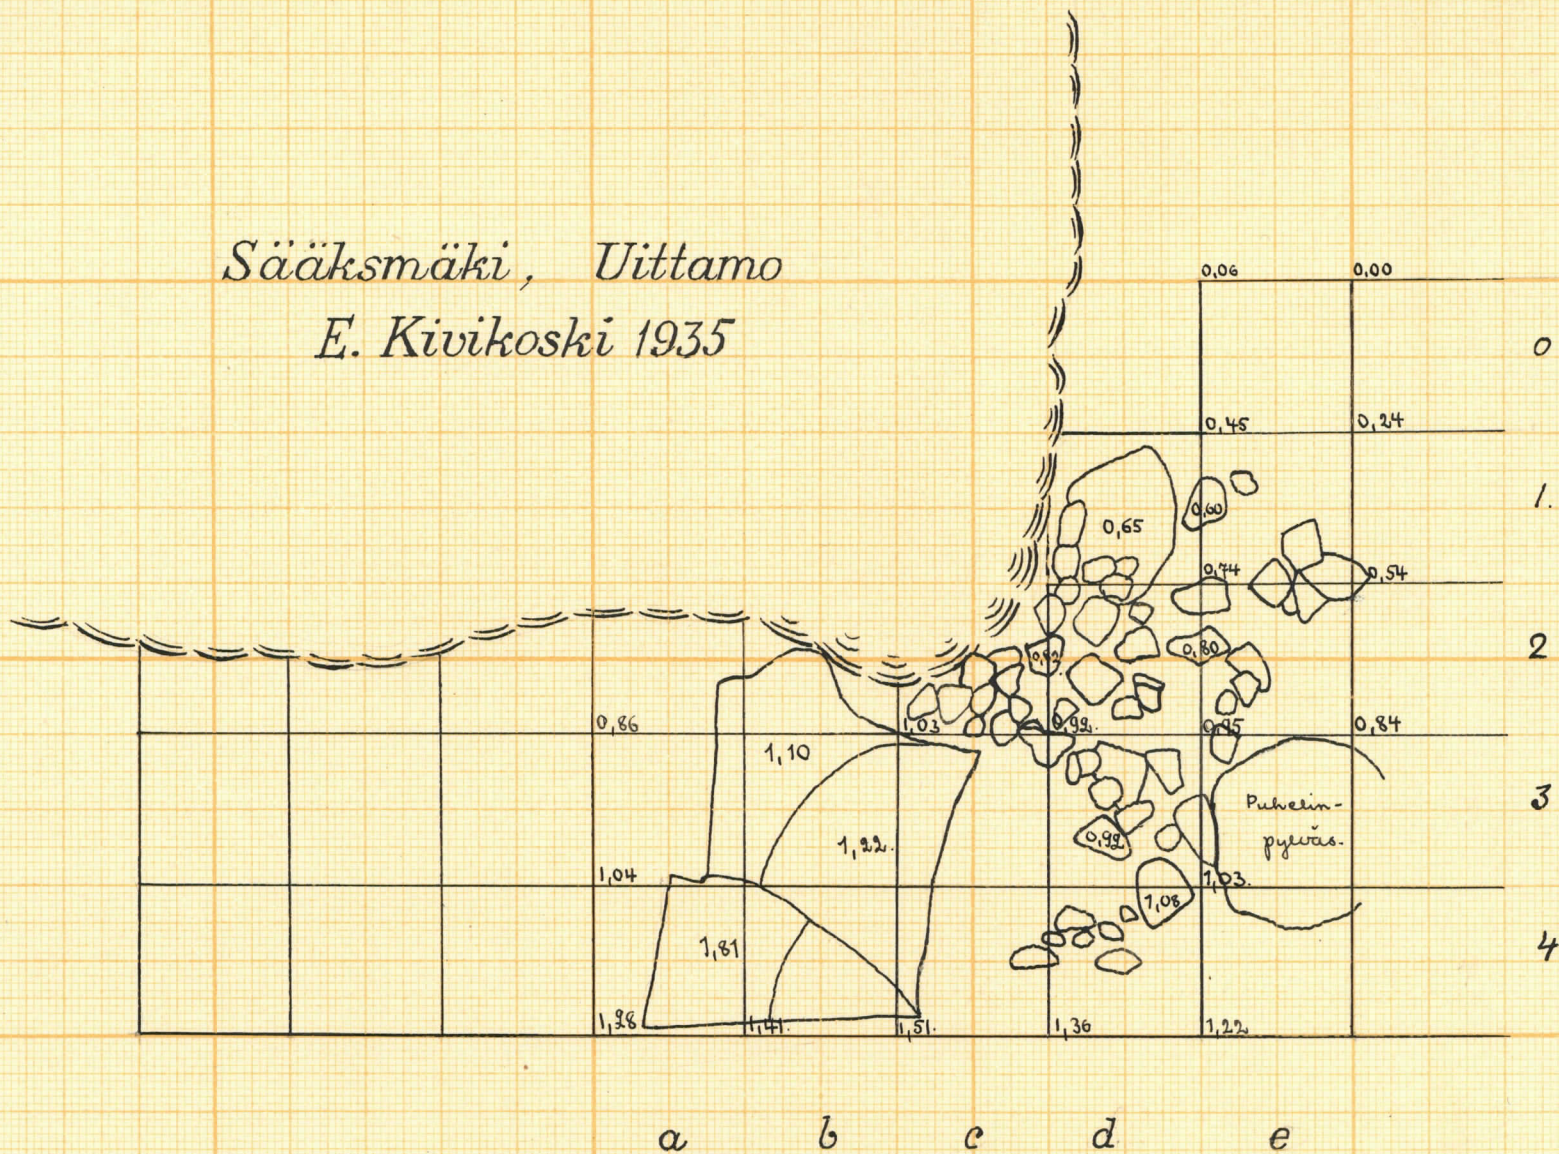 Sääksmäki, Uittamo
E. Kivikoski 1935
0,06 0,00
0
0,45 0,24
1.
0,60
0,65
0,74 0,54
2
0,80
0,86 1,03 0,92. 0,95 0,84
1,10
3
Puhelin-
pylväs.
0,92
1,22.
1,04 1,03.
1,08
4
1,81
1,28 1,41. 1,51. 1,36 1,22
a b c d e